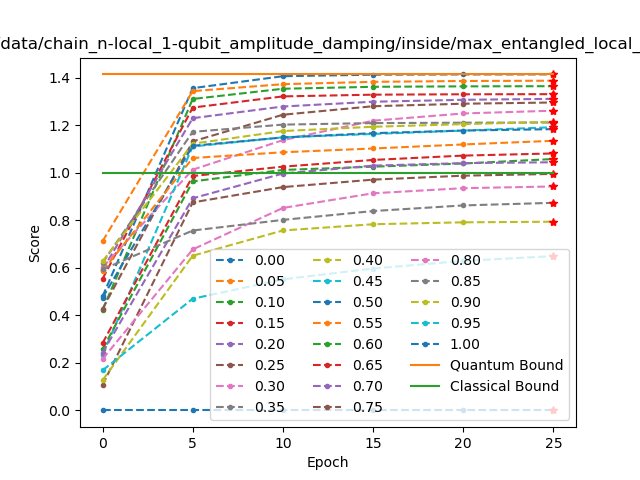 /data/chain_n-local_1-qubit_amplitude_damping/inside/max_entangled_local_
Score
1.4
1.2
1.0
0.8
0.6
0.4
0.2
0.0
0.00 0.40 0.80
0.05 0.45 0.85
0.10 0.50 0.90
0.15 0.55 0.95
0.20 0.60 1.00
0.25 0.65 Quantum Bound
0.30 0.70 Classical Bound
0.35 0.75
0 5 10 15 20 25
Epoch